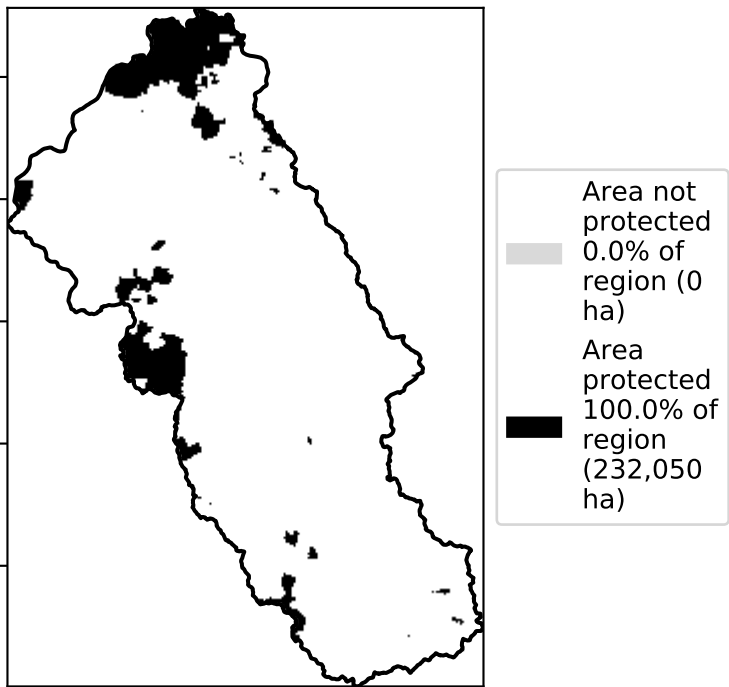 Area not
protected
0.0% of
region (0
ha)
Area
protected
100.0% of
region
(232,050
ha)